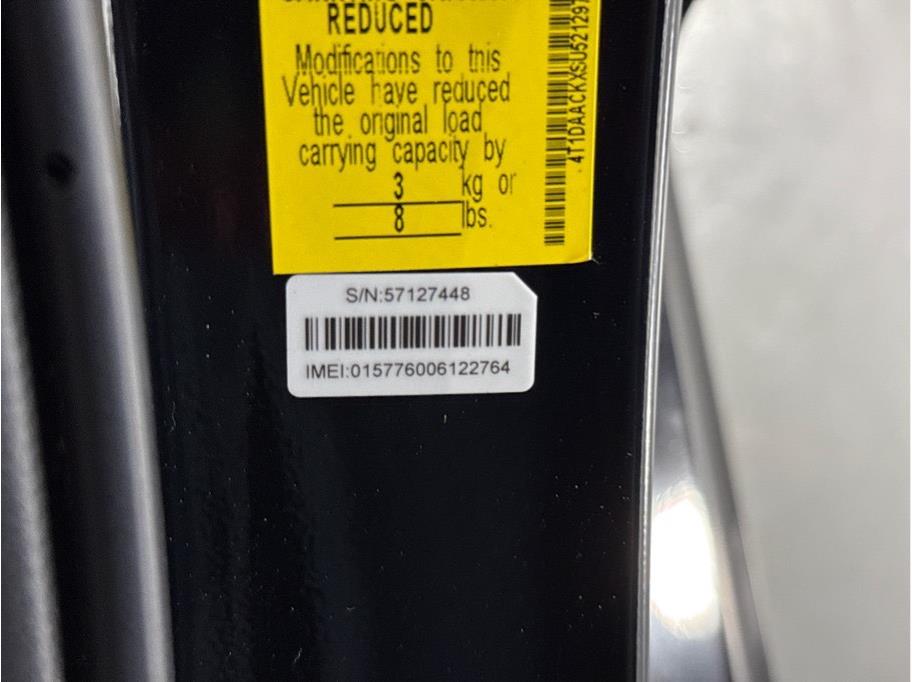 REDUCED
Modifications to this
Vehicle have reduced
the original load
carrying capacity by
3 kg or
8 lbs.
4T1DAACKXSU52129
S/N:57127448
IMEI:015776006122764